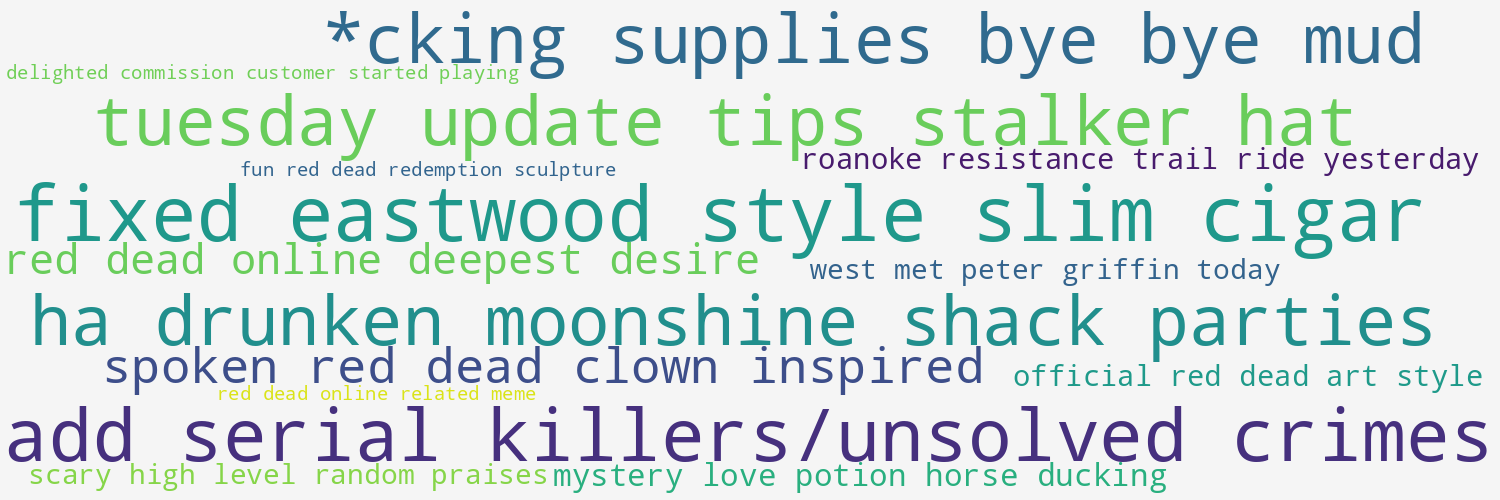 *cking supplies bye bye mud
delighted commission customer started playing
tuesday update tips stalker hat
roanoke resistance trail ride yesterday
fun red dead redemption sculpture
fixed eastwood style slim cigar
red dead online deepest desire
west met peter griffin today
ha drunken moonshine shack parties
spoken red dead clown inspired
official red dead art style
red dead online related meme
add serial killers/unsolved crimes
scary high level random praises
mystery love potion horse ducking